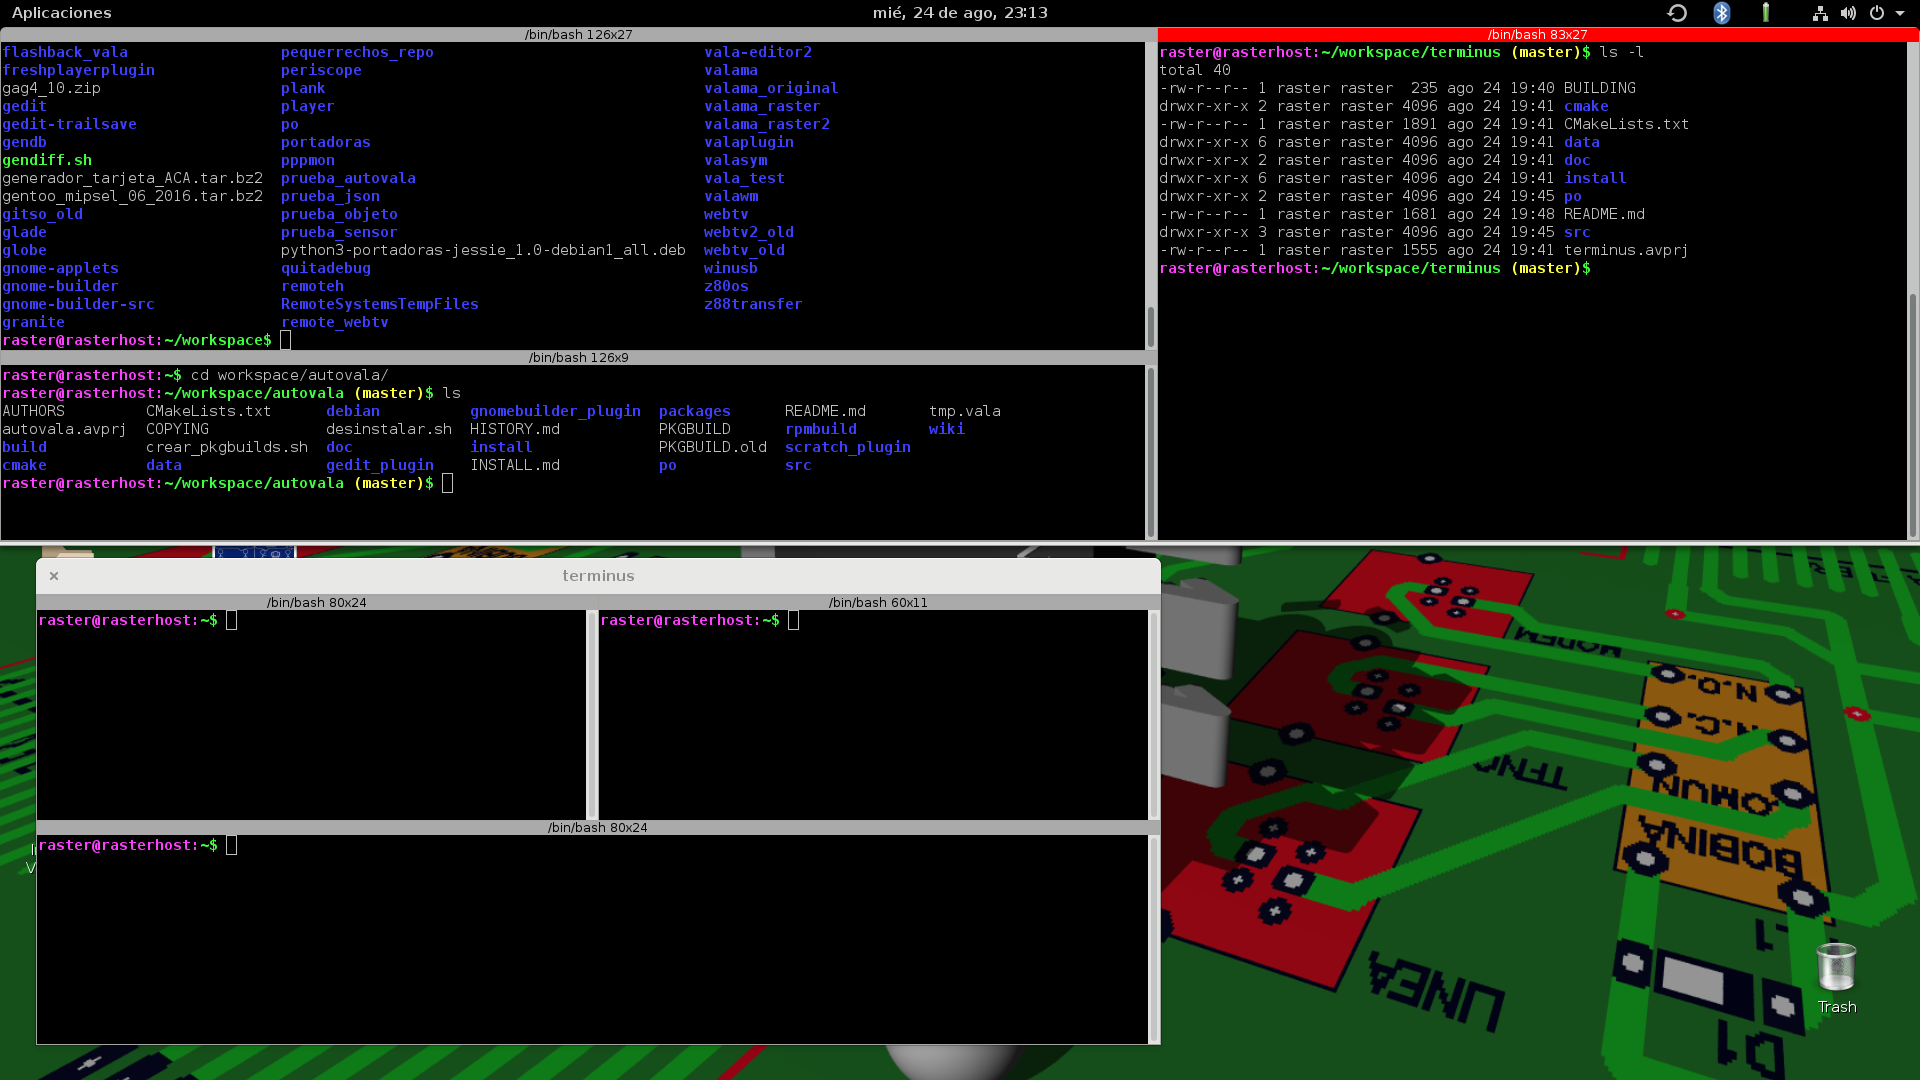 Aplicaciones
mié, 24 de ago, 23:13
/bin/bash 126x27
flashback_vala pequerrechos_repo vala-editor2
freshplayerplugin periscope valama
gag4_10.zip plank valama_original
gedit player valama_raster
gedit-trailsave po valama_raster2
gendb portadoras valaplugin
gendiff.sh pppmon valasym
generador_tarjeta_ACA.tar.bz2 prueba_autovala vala_test
gentoo_mipsel_06_2016.tar.bz2 prueba_json valawm
gitso_old prueba_objeto webtv
glade prueba_sensor webtv2_old
globe python3-portadoras-jessie_1.0-debian1_all.deb webtv_old
gnome-applets quitadebug winusb
gnome-builder remoteh z80os
gnome-builder-src RemoteSystemsTempFiles z88transfer
granite remote_webtv
raster@rasterhost:~/workspace$
/bin/bash 126x9
raster@rasterhost:~$ cd workspace/autovala/
raster@rasterhost:~/workspace/autovala (master)$ ls
AUTHORS CMakeLists.txt debian gnomebuilder_plugin packages README.md tmp.vala
autovala.avprj COPYING desinstalar.sh HISTORY.md PKGBUILD rpmbuild wiki
build crear_pkgbuilds.sh doc install PKGBUILD.old scratch_plugin
cmake data gedit_plugin INSTALL.md po src
raster@rasterhost:~/workspace/autovala (master)$
/bin/bash 83x27
raster@rasterhost:~/workspace/terminus (master)$ ls -l
total 40
-rw-r--r-- 1 raster raster  235 ago 24 19:40 BUILDING
drwxr-xr-x 2 raster raster 4096 ago 24 19:41 cmake
-rw-r--r-- 1 raster raster 1891 ago 24 19:41 CMakeLists.txt
drwxr-xr-x 6 raster raster 4096 ago 24 19:41 data
drwxr-xr-x 2 raster raster 4096 ago 24 19:41 doc
drwxr-xr-x 6 raster raster 4096 ago 24 19:41 install
drwxr-xr-x 2 raster raster 4096 ago 24 19:45 po
-rw-r--r-- 1 raster raster 1681 ago 24 19:48 README.md
drwxr-xr-x 3 raster raster 4096 ago 24 19:45 src
-rw-r--r-- 1 raster raster 1555 ago 24 19:41 terminus.avprj
raster@rasterhost:~/workspace/terminus (master)$
terminus
/bin/bash 80x24
raster@rasterhost:~$
/bin/bash 60x11
raster@rasterhost:~$
/bin/bash 80x24
raster@rasterhost:~$
MODEM
N.O.
N.C.
TFNO
COMUN
BOBINA
LINEA
L1
D1
Trash